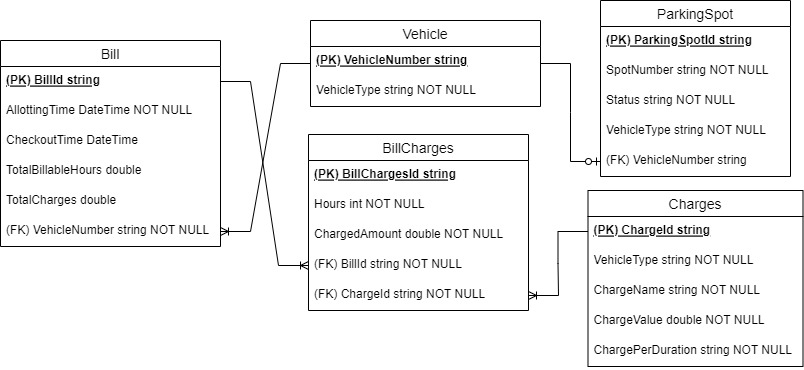 Bill
(PK) BillId string
AllottingTime DateTime NOT NULL
CheckoutTime DateTime
TotalBillableHours double
TotalCharges double
(FK) VehicleNumber string NOT NULL
Vehicle
(PK) VehicleNumber string
VehicleType string NOT NULL
BillCharges
(PK) BillChargesId string
Hours int NOT NULL
ChargedAmount double NOT NULL
(FK) BillId string NOT NULL
(FK) ChargeId string NOT NULL
ParkingSpot
(PK) ParkingSpotId string
SpotNumber string NOT NULL
Status string NOT NULL
VehicleType string NOT NULL
(FK) VehicleNumber string
Charges
(PK) ChargeId string
VehicleType string NOT NULL
ChargeName string NOT NULL
ChargeValue double NOT NULL
ChargePerDuration string NOT NULL